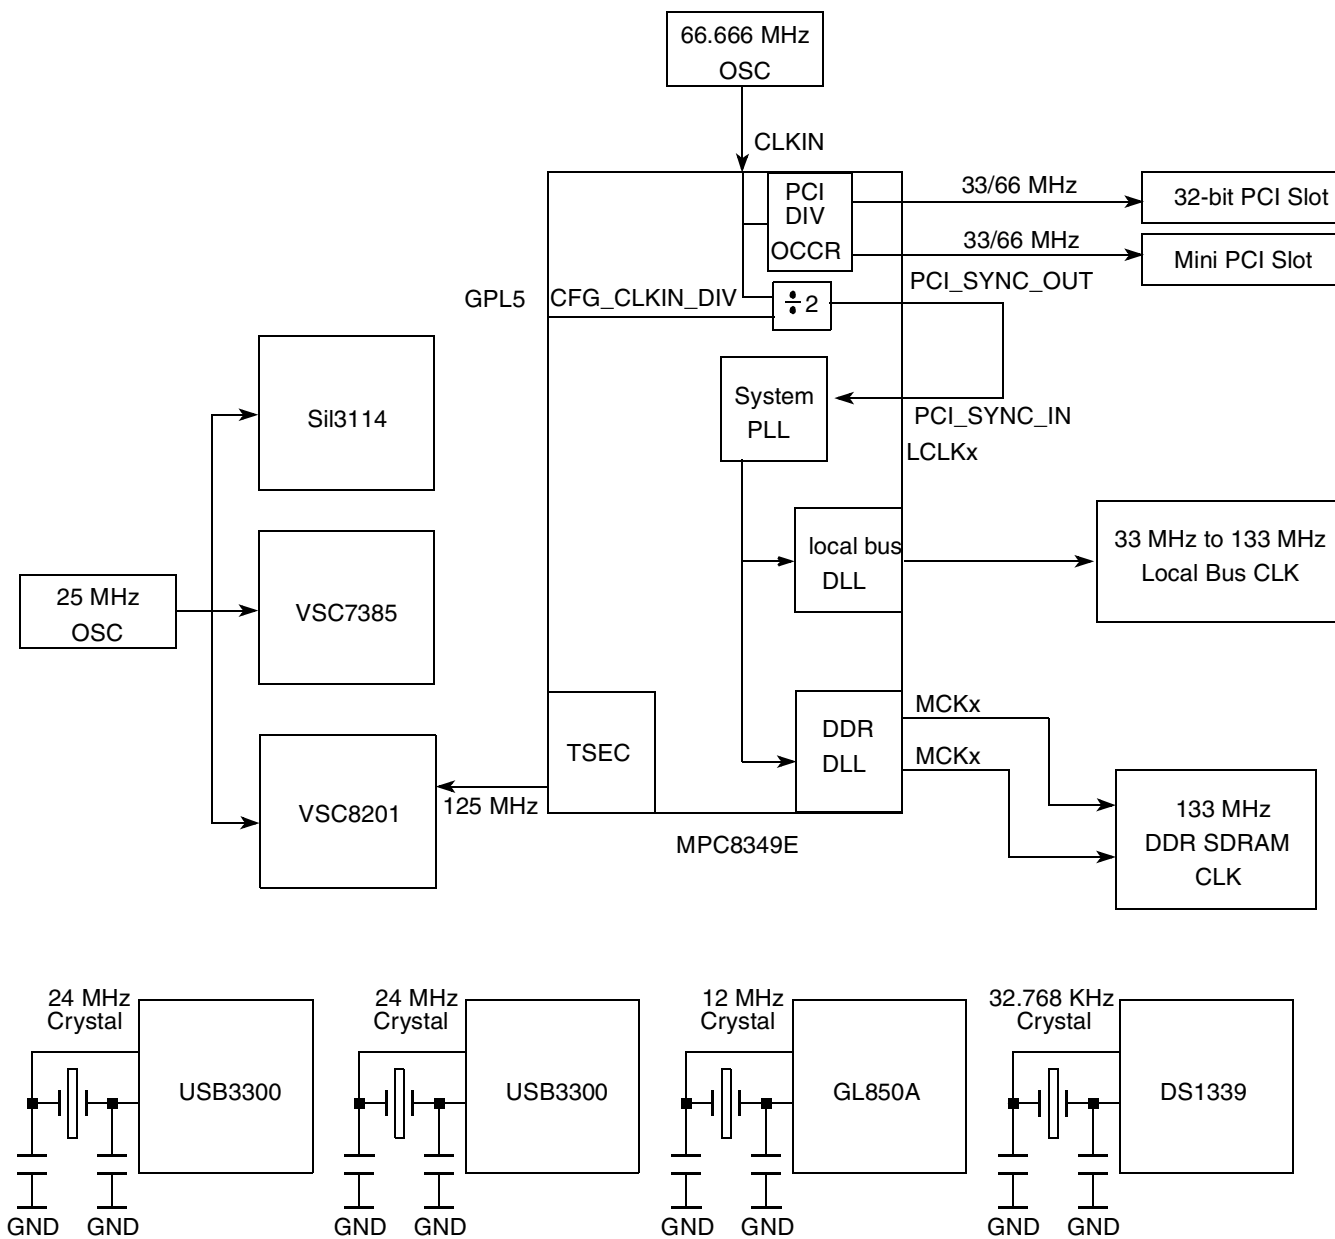 66.666 MHz
OSC
CLKIN
PCI
DIV
OCCR
33/66 MHz
32-bit PCI Slot
33/66 MHz
Mini PCI Slot
PCI_SYNC_OUT
GPL5
CFG_CLKIN_DIV
÷2
System
PLL
PCI_SYNC_IN
LCLKx
Sil3114
local bus
DLL
33 MHz to 133 MHz
Local Bus CLK
25 MHz
OSC
VSC7385
TSEC
DDR
DLL
MCKx
MCKx
VSC8201
125 MHz
133 MHz
DDR SDRAM
CLK
MPC8349E
24 MHz
Crystal
USB3300
GND
GND
24 MHz
Crystal
USB3300
GND
GND
12 MHz
Crystal
GL850A
GND
GND
32.768 KHz
Crystal
DS1339
GND
GND